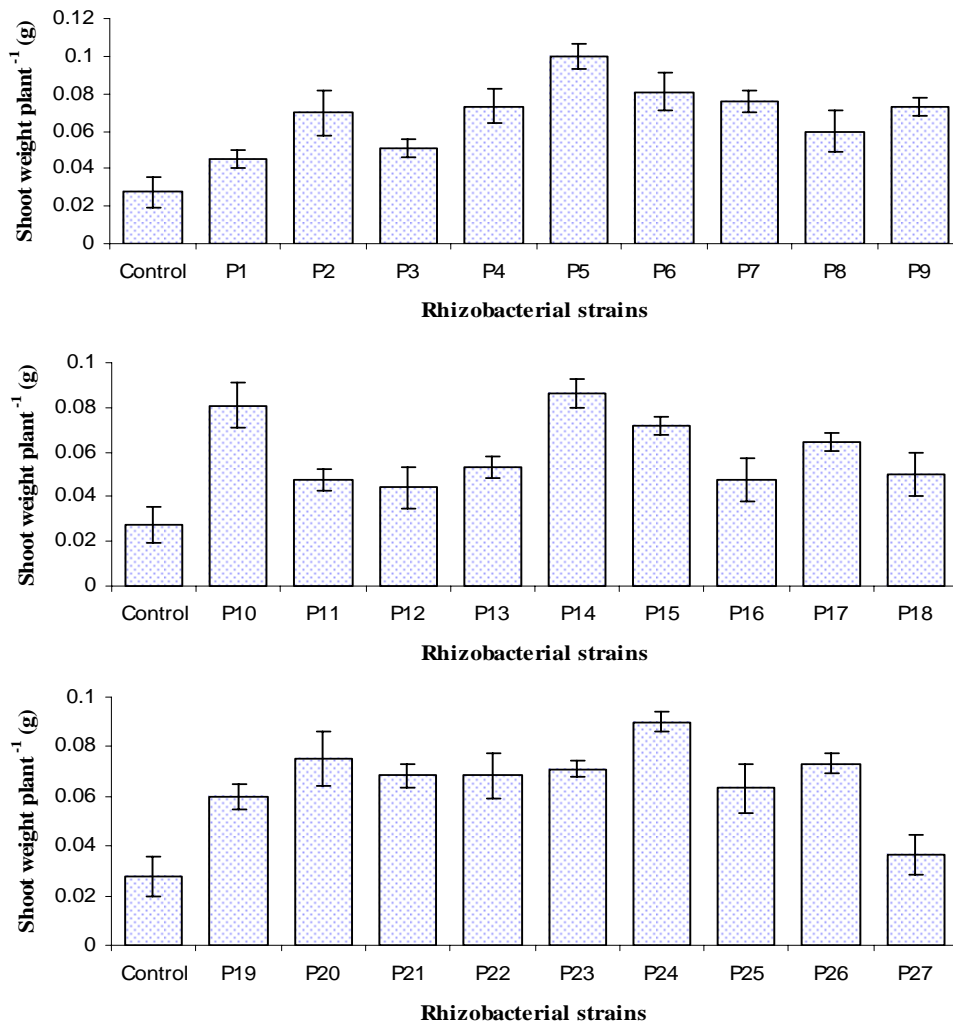 Shoot weight plant⁻¹ (g)
0.12
0.1
0.08
0.06
0.04
0.02
0
Control P1 P2 P3 P4 P5 P6 P7 P8 P9
Rhizobacterial strains
Shoot weight plant⁻¹ (g)
0.1
0.08
0.06
0.04
0.02
0
Control P10 P11 P12 P13 P14 P15 P16 P17 P18
Rhizobacterial strains
Shoot weight plant⁻¹ (g)
0.1
0.08
0.06
0.04
0.02
0
Control P19 P20 P21 P22 P23 P24 P25 P26 P27
Rhizobacterial strains